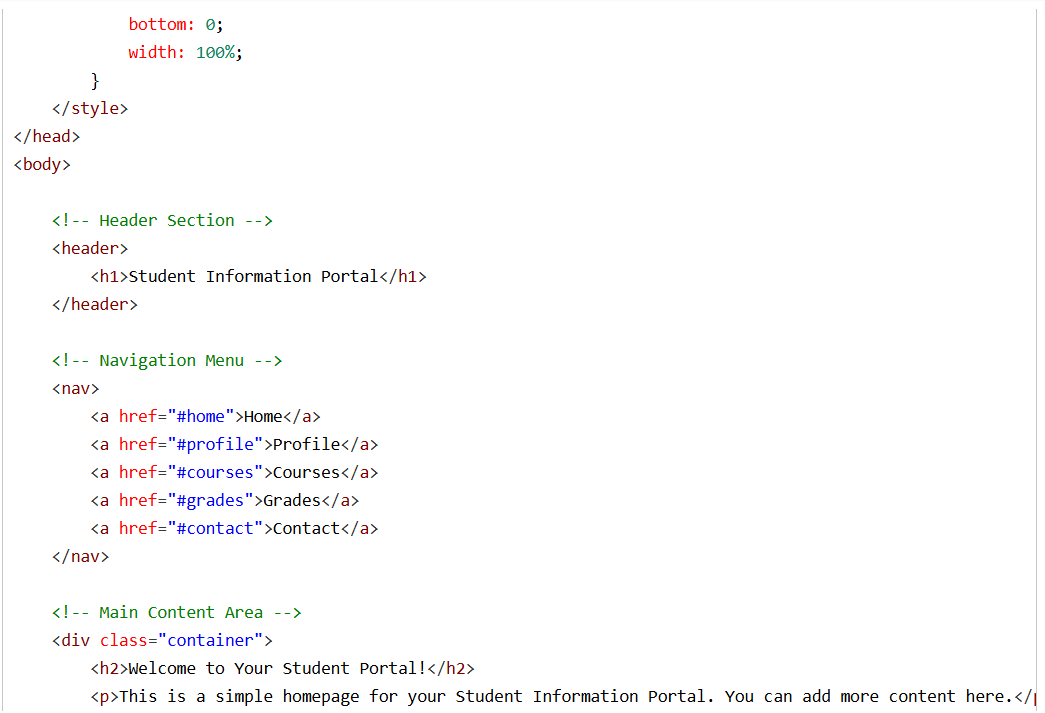 bottom: 0;
            width: 100%;
        }
    </style>
</head>
<body>

    <!-- Header Section -->
    <header>
        <h1>Student Information Portal</h1>
    </header>

    <!-- Navigation Menu -->
    <nav>
        <a href="#home">Home</a>
        <a href="#profile">Profile</a>
        <a href="#courses">Courses</a>
        <a href="#grades">Grades</a>
        <a href="#contact">Contact</a>
    </nav>

    <!-- Main Content Area -->
    <div class="container">
        <h2>Welcome to Your Student Portal!</h2>
        <p>This is a simple homepage for your Student Information Portal. You can add more content here.</